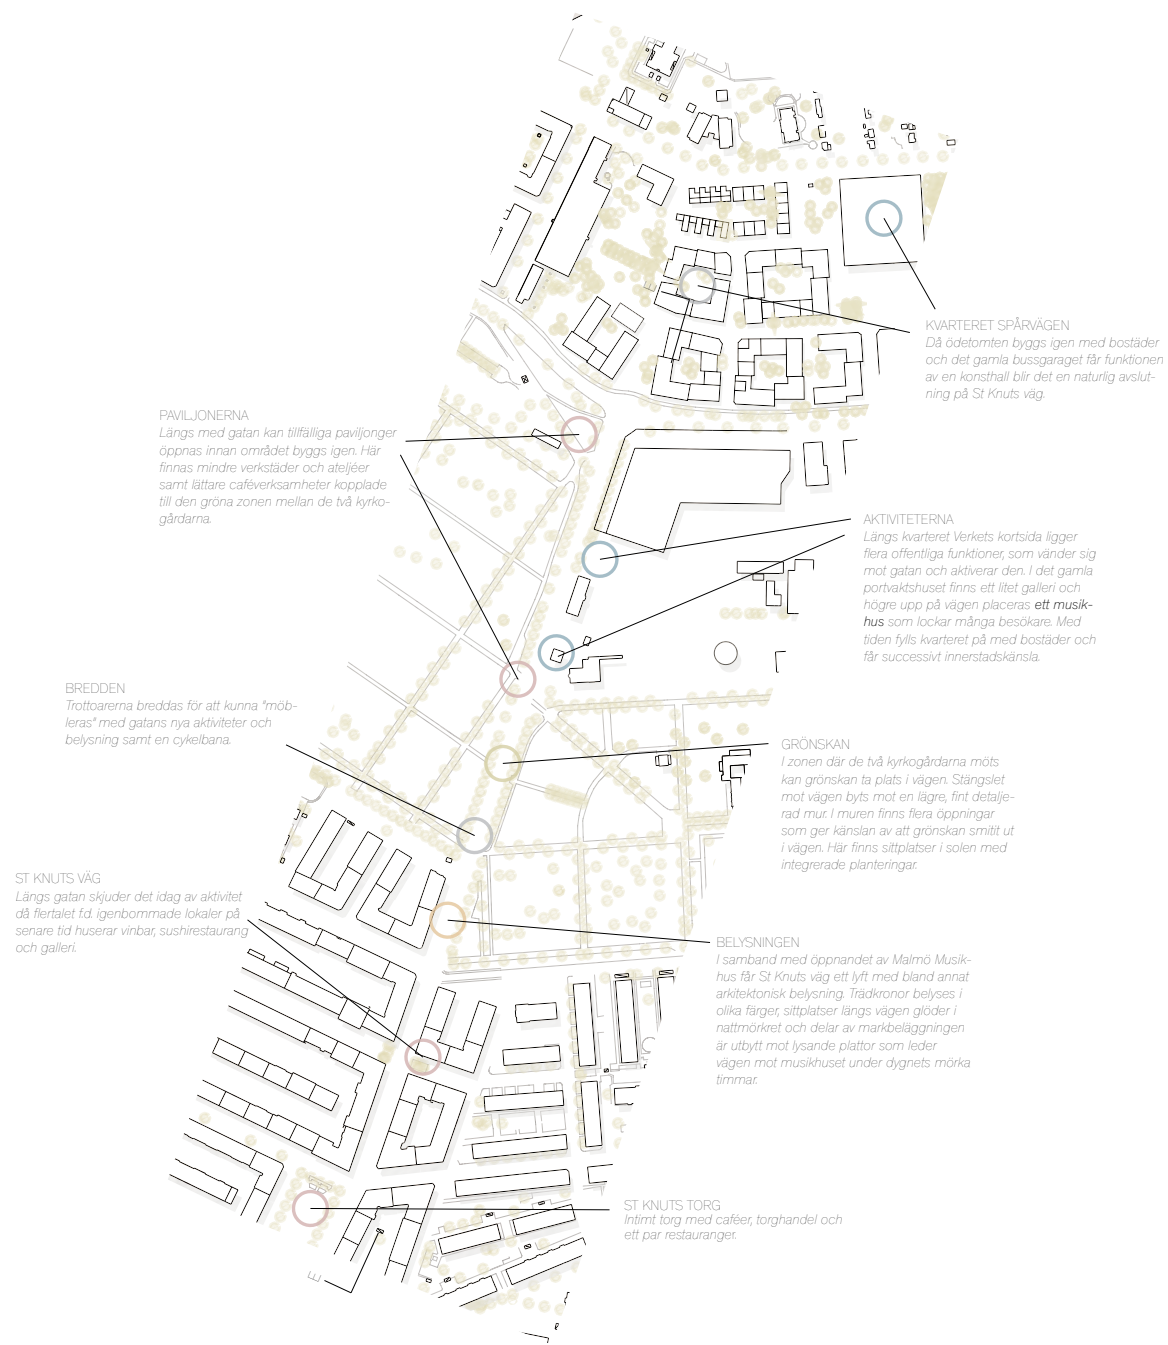 KVARTERET SPÅRVÄGEN
Då ödetomten byggs igen med bostäder
och det gamla bussgaraget får funktionen
av en konsthall blir det en naturlig avslut-
ning på St Knuts väg.
PAVILJONERNA
Längs med gatan kan tillfälliga paviljonger
öppnas innan området byggs igen. Här
finnas mindre verkstäder och ateljéer
samt lättare caféverksamheter kopplade
till den gröna zonen mellan de två kyrko-
gårdarna.
AKTIVITETERNA
Längs kvarteret Verkets kortsida ligger
flera offentliga funktioner, som vänder sig
mot gatan och aktiverar den. I det gamla
portvaktshuset finns ett litet galleri och
högre upp på vägen placeras ett musik-
hus som lockar många besökare. Med
tiden fylls kvarteret på med bostäder och
får successivt innerstadskänsla.
BREDDEN
Trottoarerna breddas för att kunna "möb-
leras" med gatans nya aktiviteter och
belysning samt en cykelbana.
GRÖNSKAN
I zonen där de två kyrkogårdarna möts
kan grönskan ta plats i vägen. Stängslet
mot vägen byts mot en lägre, fint detalje-
rad mur. I muren finns flera öppningar
som ger känslan av att grönskan smitit ut
i vägen. Här finns sittplatser i solen med
integrerade planteringar.
ST KNUTS VÄG
Längs gatan skjuder det idag av aktivitet
då flertalet f.d. igenbommade lokaler på
senare tid huserar vinbar, sushirestaurang
och galleri.
BELYSNINGEN
I samband med öppnandet av Malmö Musik-
hus får St Knuts väg ett lyft med bland annat
arkitektonisk belysning. Trädkronor belyses i
olika färger, sittplatser längs vägen glöder i
nattmörkret och delar av markbeläggningen
är utbytt mot lysande plattor som leder
vägen mot musikhuset under dygnets mörka
timmar.
ST KNUTS TORG
Intimt torg med caféer, torghandel och
ett par restauranger.